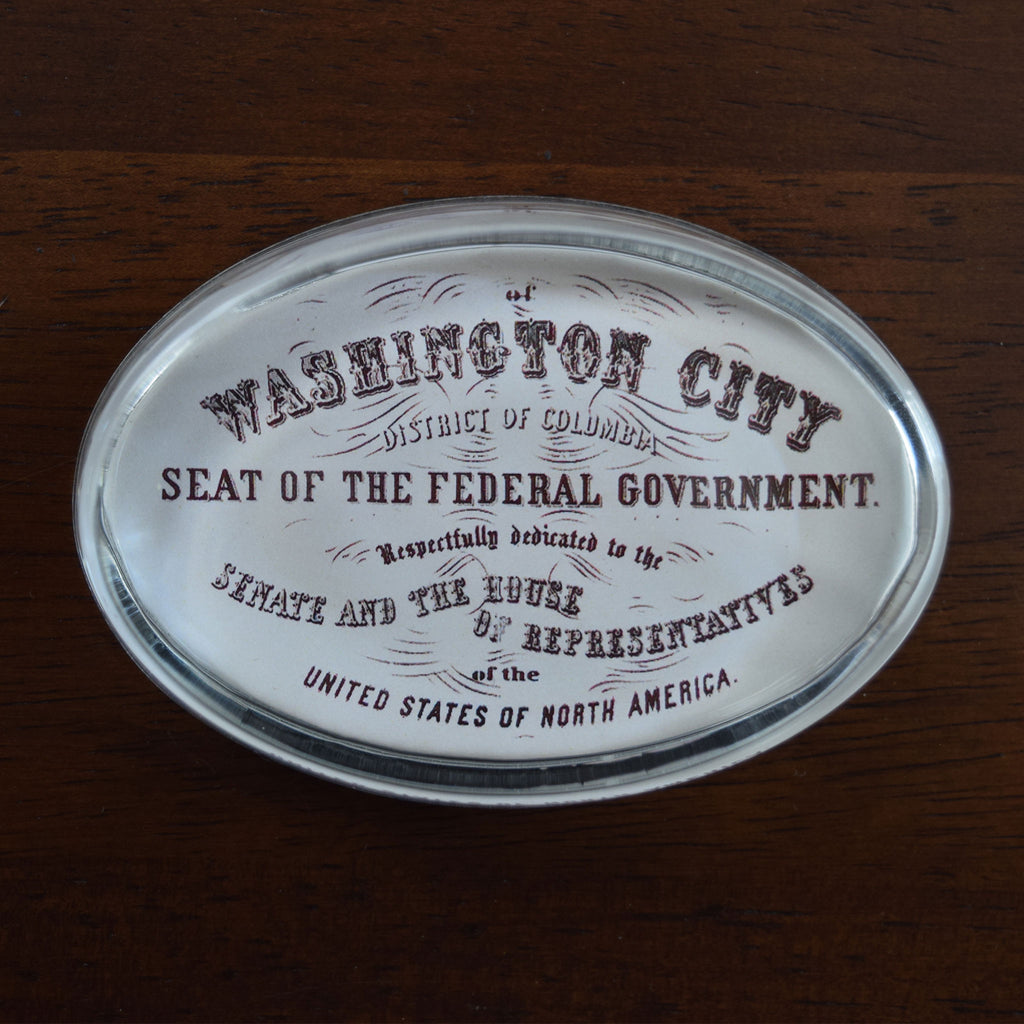 of
WASHINGTON CITY
DISTRICT OF COLUMBIA
SEAT OF THE FEDERAL GOVERNMENT.
Respectfully dedicated to the
SENATE AND THE HOUSE
OF REPRESENTATIVES
of the
UNITED STATES OF NORTH AMERICA.